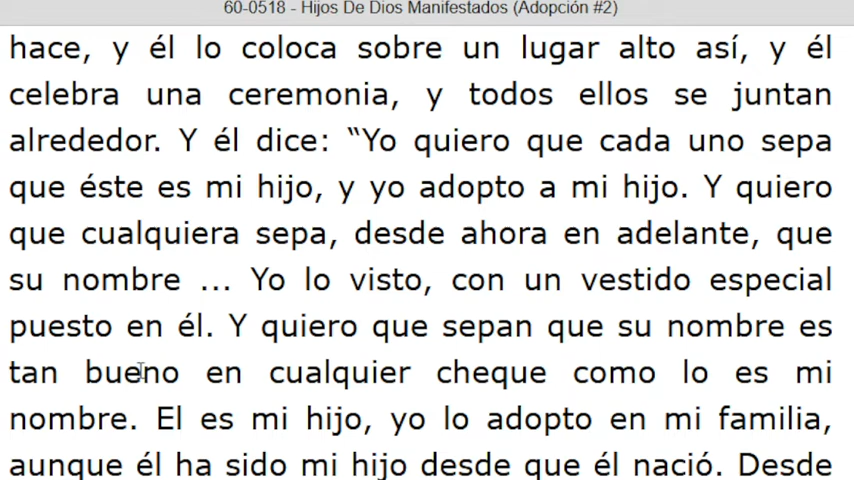 60-0518 - Hijos De Dios Manifestados (Adopción #2)
hace, y él lo coloca sobre un lugar alto así, y él
celebra una ceremonia, y todos ellos se juntan
alrededor. Y él dice: “Yo quiero que cada uno sepa
que éste es mi hijo, y yo adopto a mi hijo. Y quiero
que cualquiera sepa, desde ahora en adelante, que
su nombre ... Yo lo visto, con un vestido especial
puesto en él. Y quiero que sepan que su nombre es
tan bueno en cualquier cheque como lo es mi
nombre. El es mi hijo, yo lo adopto en mi familia,
aunque él ha sido mi hijo desde que él nació. Desde